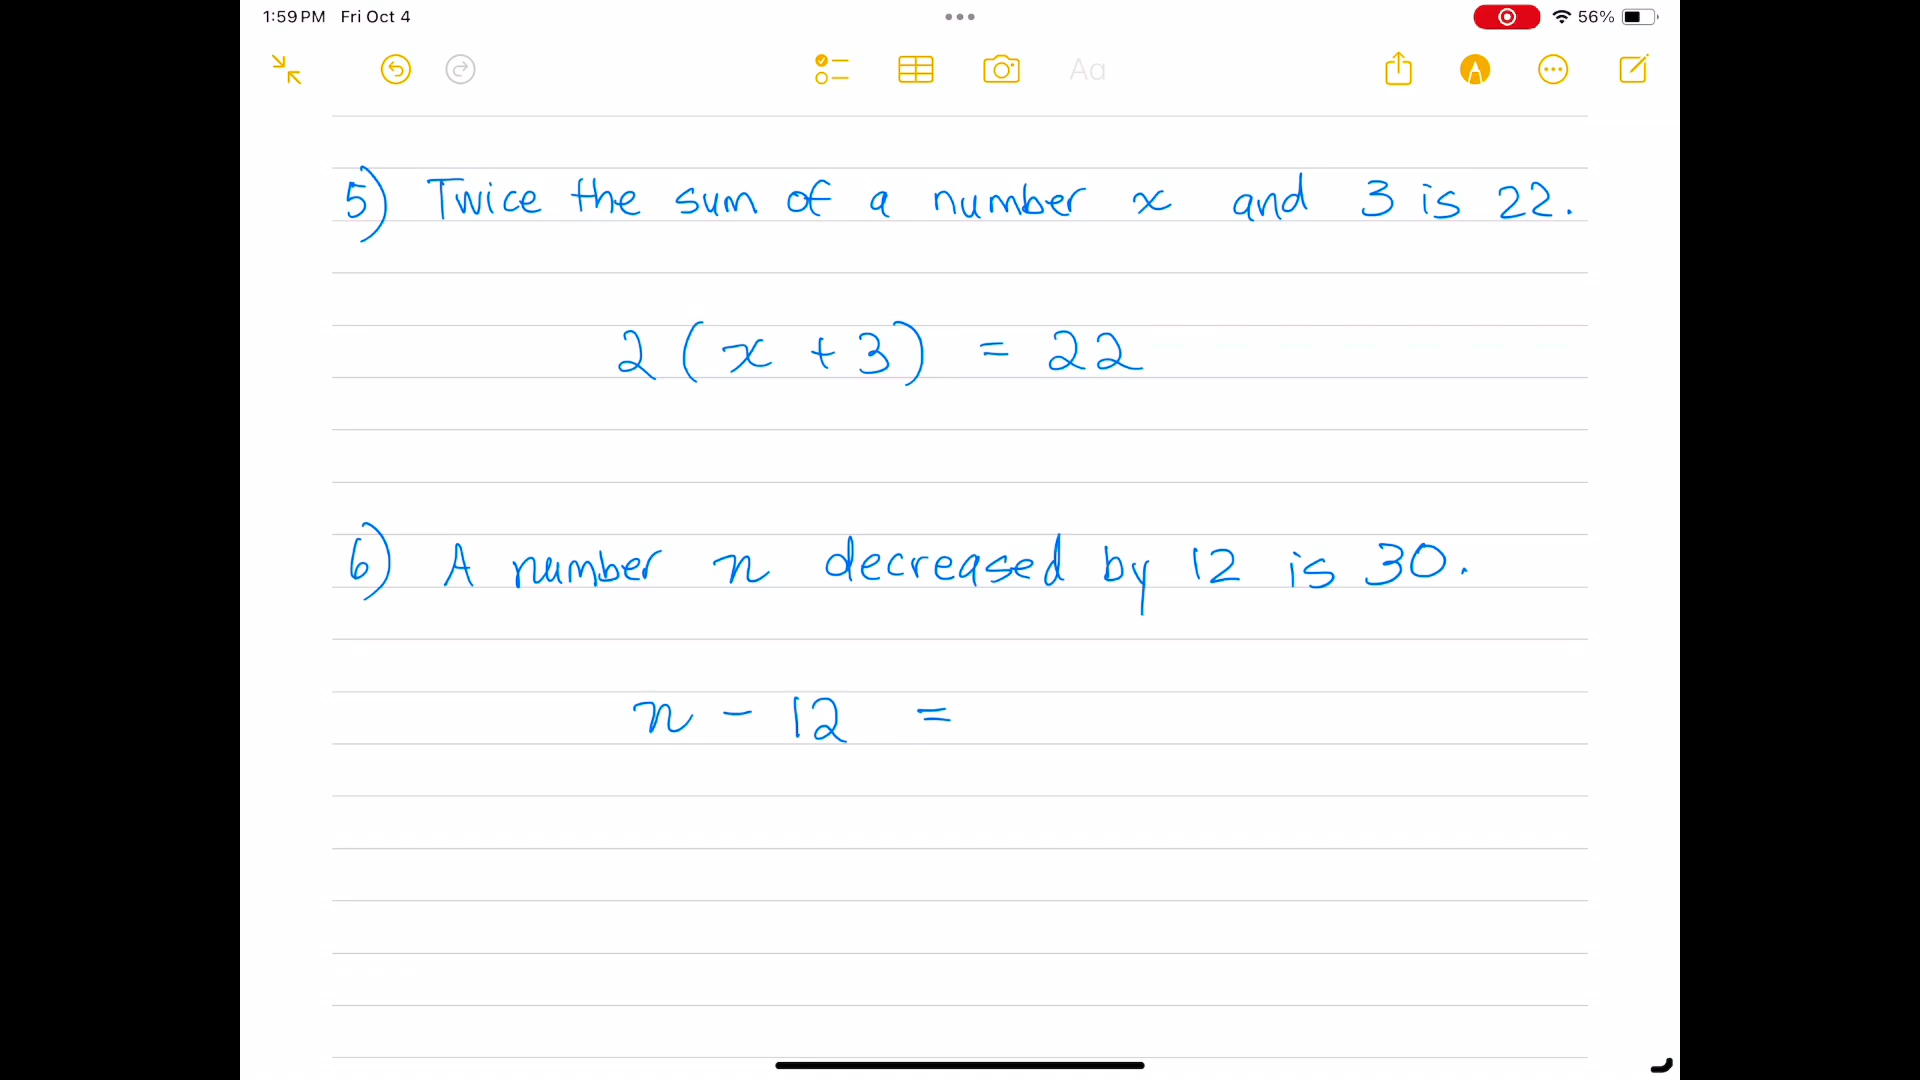 1:59 PM Fri Oct 4 56%
Aa
5) Twice the sum of a number x and 3 is 22.
2 ( x + 3 ) = 22
6) A number n decreased by 12 is 30.
n - 12 =